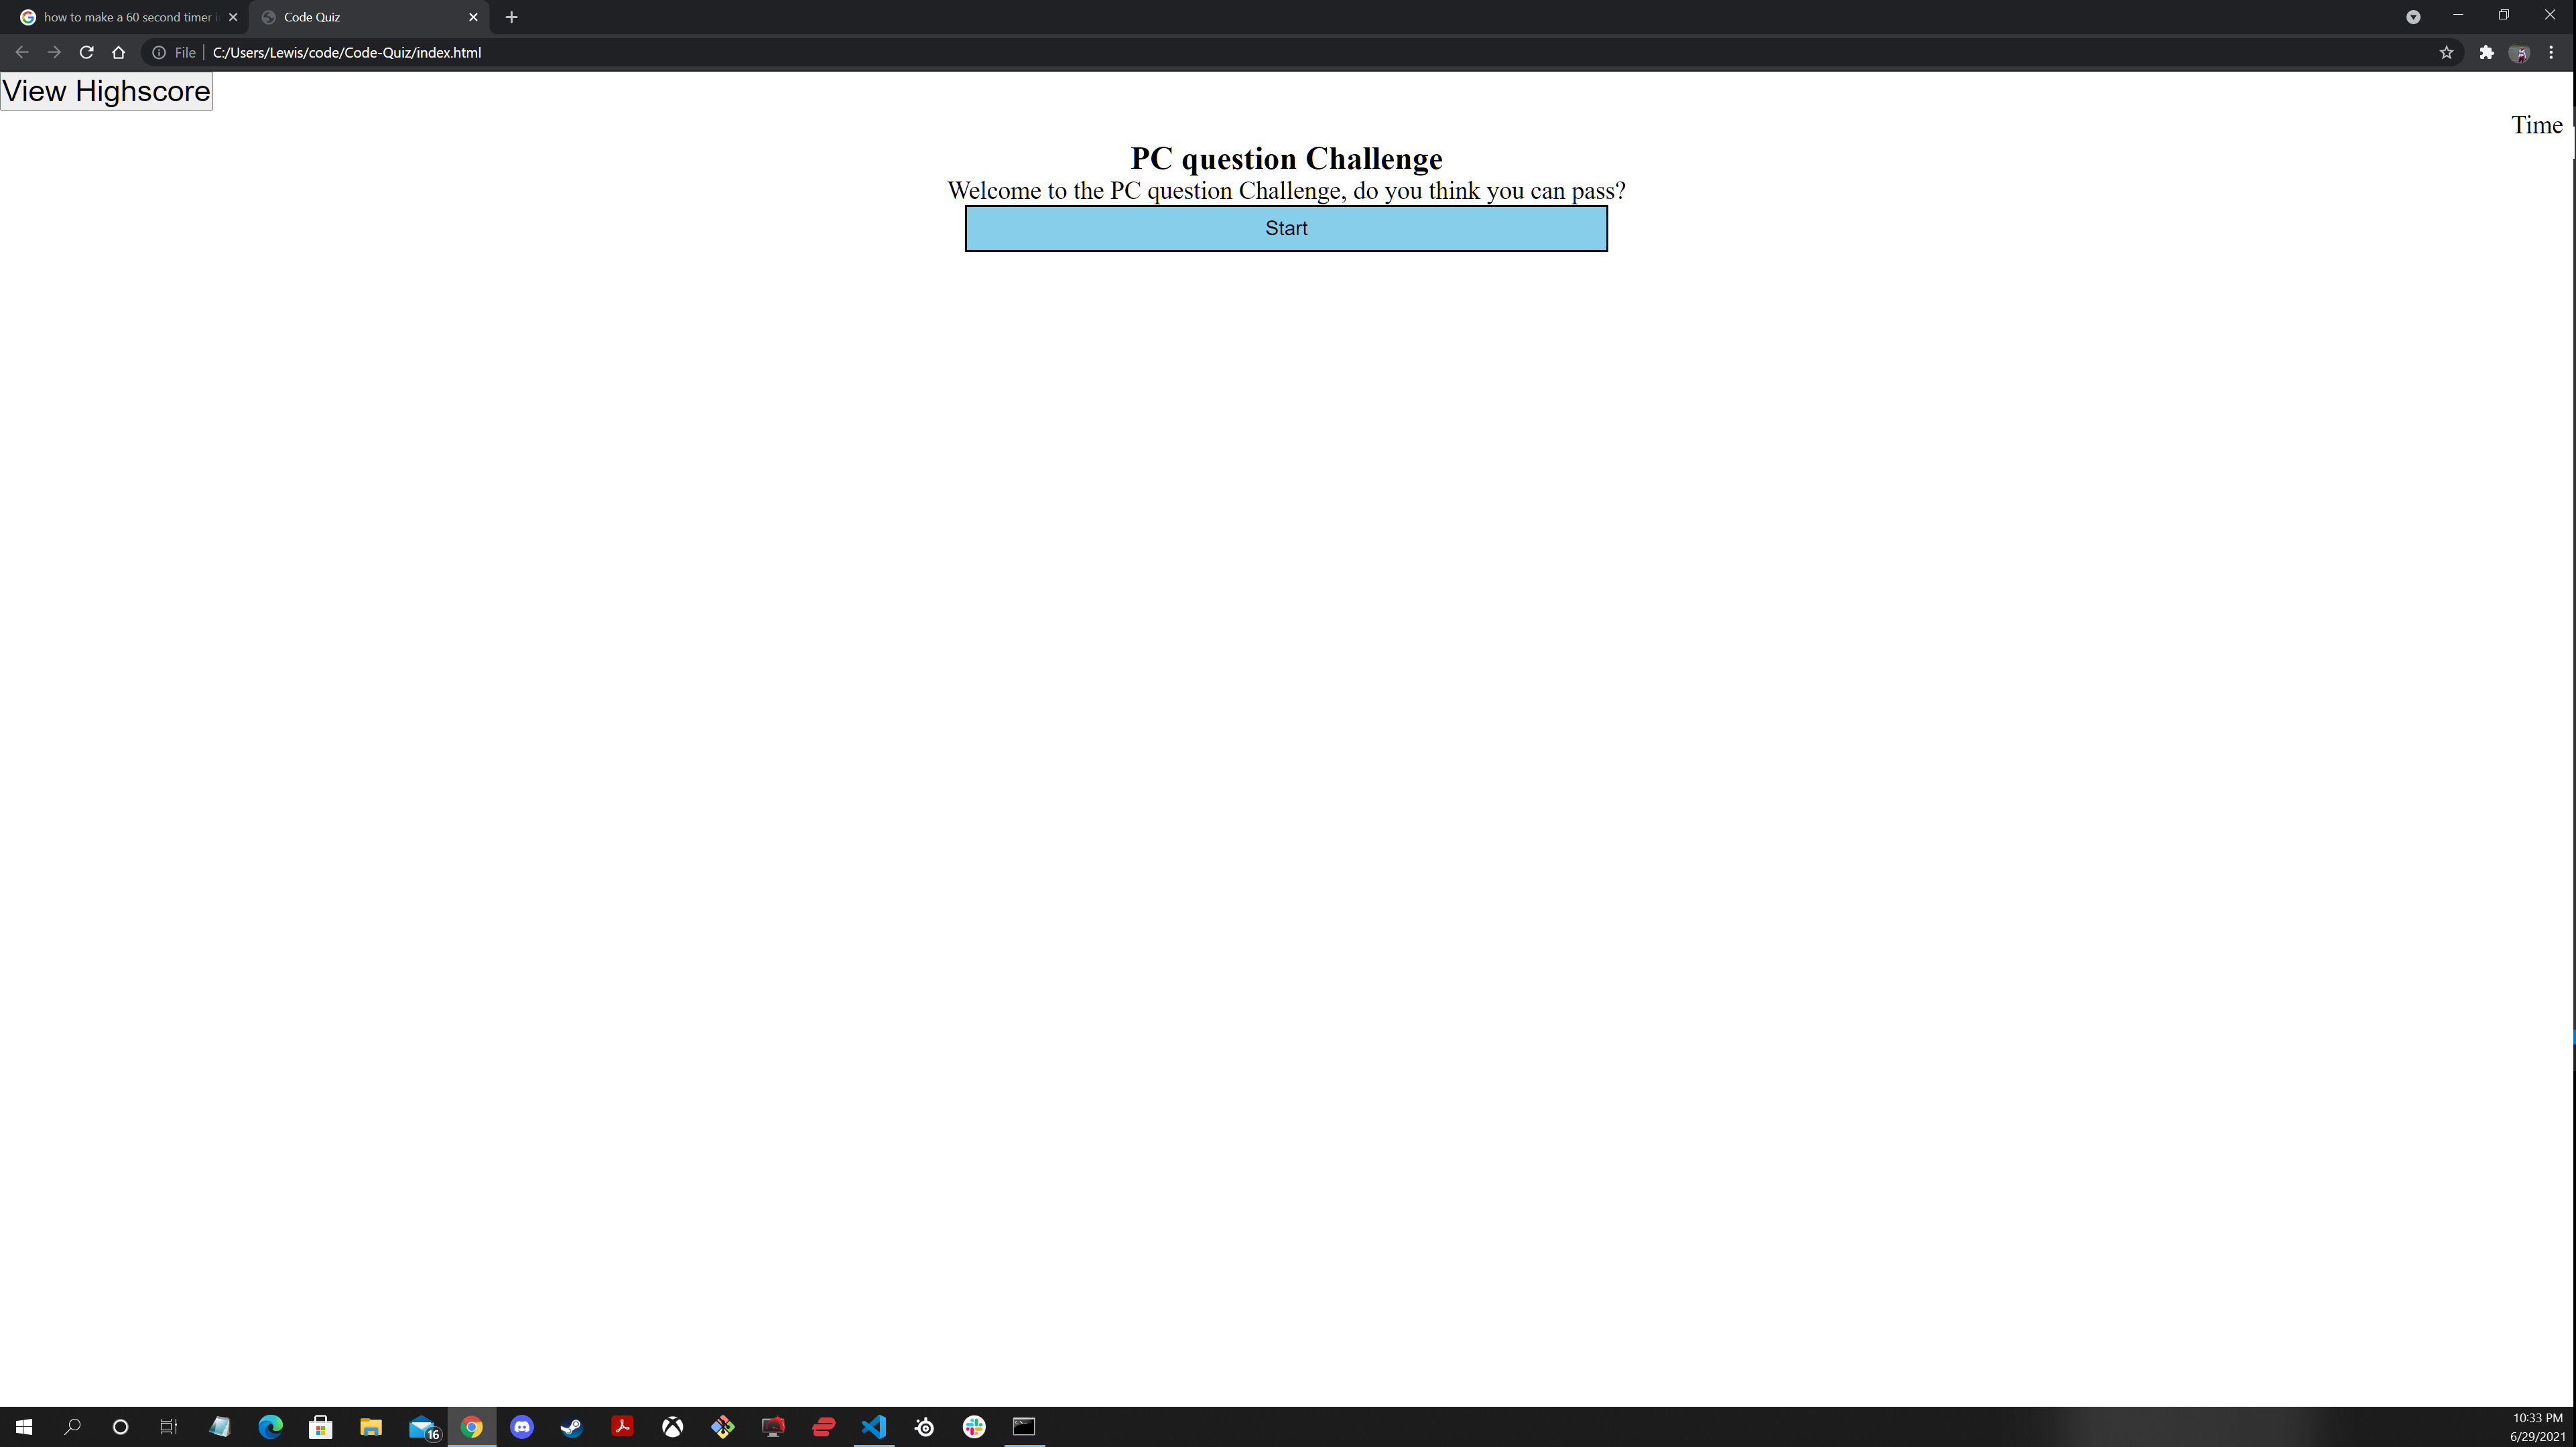 how to make a 60 second timer i
Code Quiz
File
C:/Users/Lewis/code/Code-Quiz/index.html
View Highscore
Time
PC question Challenge
Welcome to the PC question Challenge, do you think you can pass?
Start
16
10:33 PM
6/29/2021